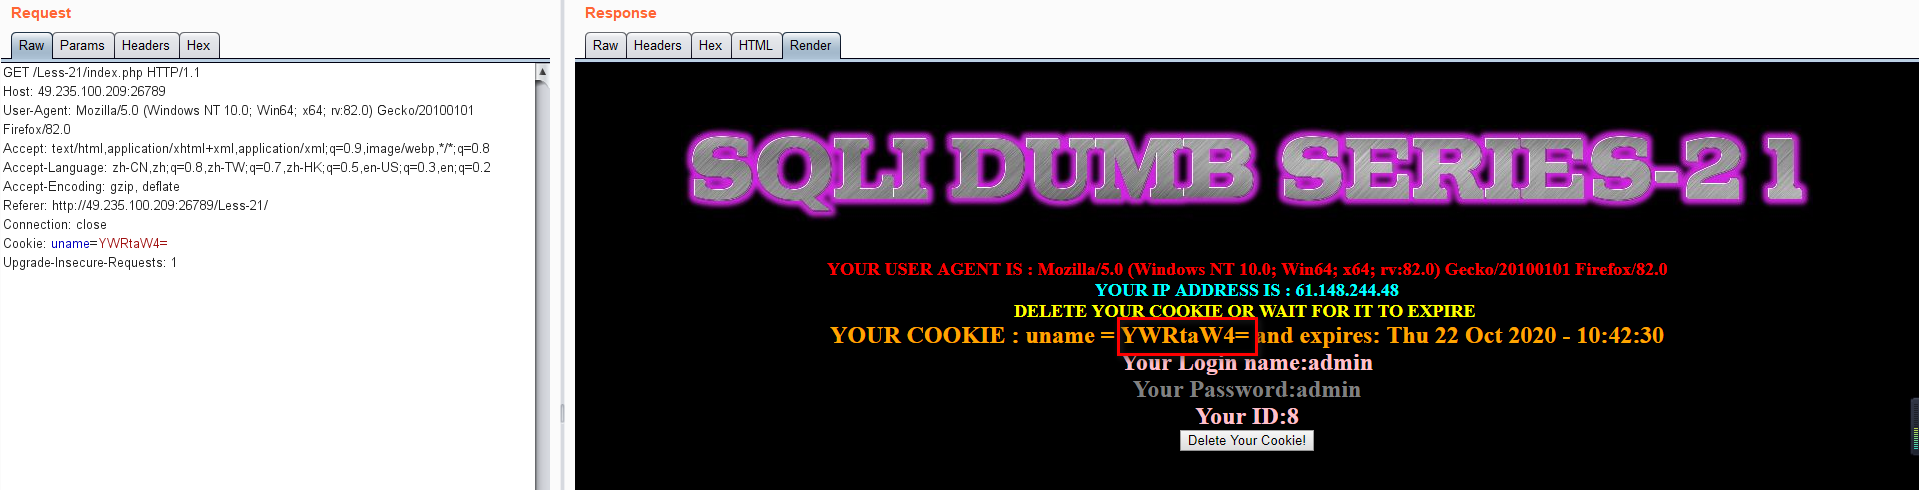 Request
Raw Params Headers Hex
GET /Less-21/index.php HTTP/1.1
Host: 49.235.100.209:26789
User-Agent: Mozilla/5.0 (Windows NT 10.0; Win64; x64; rv:82.0) Gecko/20100101
Firefox/82.0
Accept: text/html,application/xhtml+xml,application/xml;q=0.9,image/webp,*/*;q=0.8
Accept-Language: zh-CN,zh;q=0.8,zh-TW;q=0.7,zh-HK;q=0.5,en-US;q=0.3,en;q=0.2
Accept-Encoding: gzip, deflate
Referer: http://49.235.100.209:26789/Less-21/
Connection: close
Cookie: uname=YWRtaW4=
Upgrade-Insecure-Requests: 1
Response
Raw Headers Hex HTML Render
SQLI DUMB SERIES-21
YOUR USER AGENT IS : Mozilla/5.0 (Windows NT 10.0; Win64; x64; rv:82.0) Gecko/20100101 Firefox/82.0
YOUR IP ADDRESS IS : 61.148.244.48
DELETE YOUR COOKIE OR WAIT FOR IT TO EXPIRE
YOUR COOKIE : uname = YWRtaW4= and expires: Thu 22 Oct 2020 - 10:42:30
Your Login name:admin
Your Password:admin
Your ID:8
Delete Your Cookie!